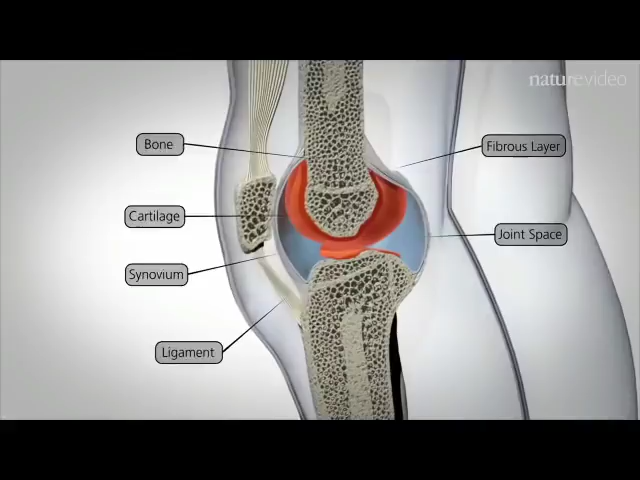 naturevideo
Bone
Fibrous Layer
Cartilage
Joint Space
Synovium
Ligament